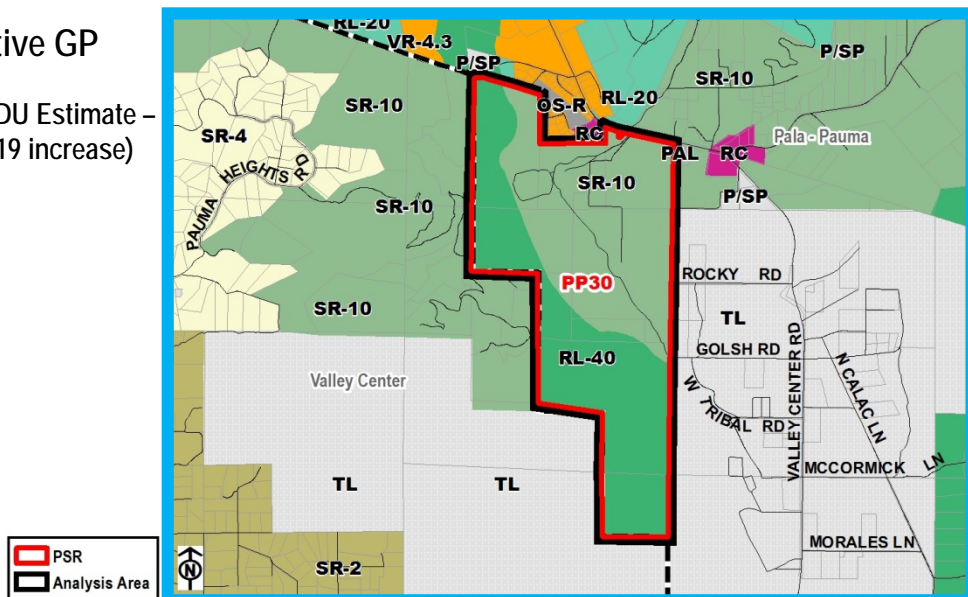 tive GP
DU Estimate –
19 increase)
RL-20
VR-4.3
P/SP
P/SP
SR-10
SR-10
OS-R
RL-20
SR-4
RC
PAL
RC
Pala - Pauma
PAUMA HEIGHTS RD
SR-10
SR-10
P/SP
ROCKY RD
PP30
SR-10
TL
GOLSH RD
RL-40
Valley Center
W TRIBAL RD
VALLEY CENTER RD
N CALAC LN
MCCORMICK LN
TL
TL
MORALES LN
SR-2
N
PSR
Analysis Area